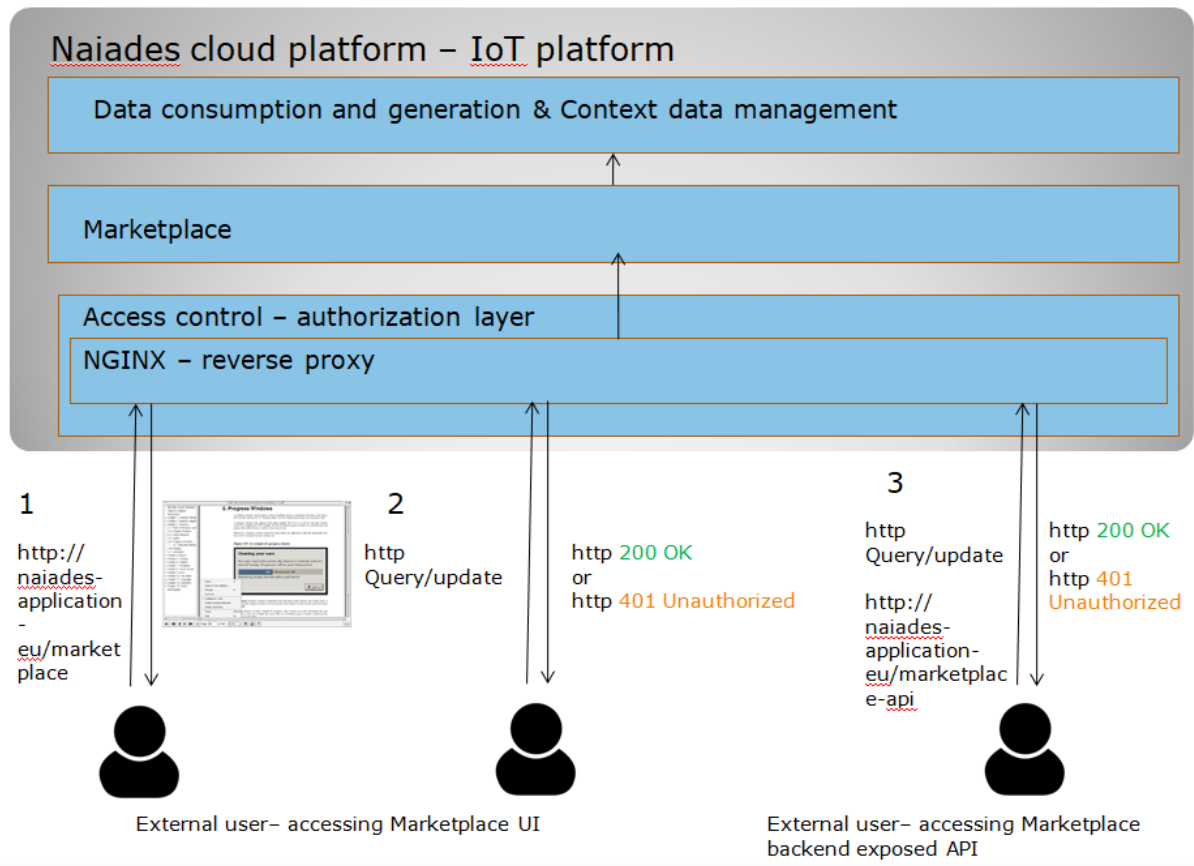 Naiades cloud platform – IoT platform
Data consumption and generation & Context data management
Marketplace
Access control – authorization layer
NGINX – reverse proxy
1
http://
naiades-
application
-
eu/market
place
5. Progress Windows
2
http
Query/update
http 200 OK
or
http 401 Unauthorized
3
http
Query/update
http://
naiades-
application-
eu/marketplac
e-api
http 200 OK
or
http 401
Unauthorized
External user– accessing Marketplace UI
External user– accessing Marketplace
backend exposed API